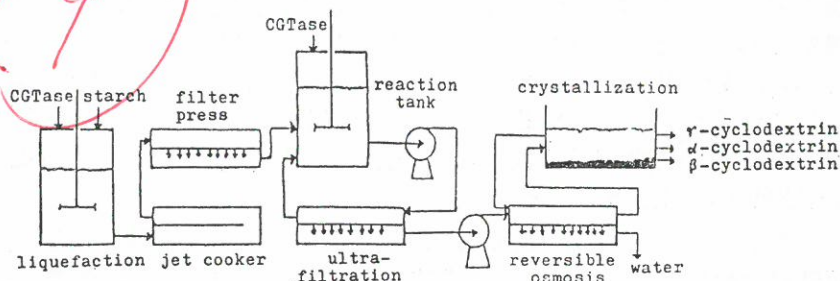 CGTase
reaction
tank
crystallization
CGTase starch
filter
press
γ-cyclodextrin
α-cyclodextrin
β-cyclodextrin
liquefaction
jet cooker
ultra-
filtration
reversible
osmosis
water